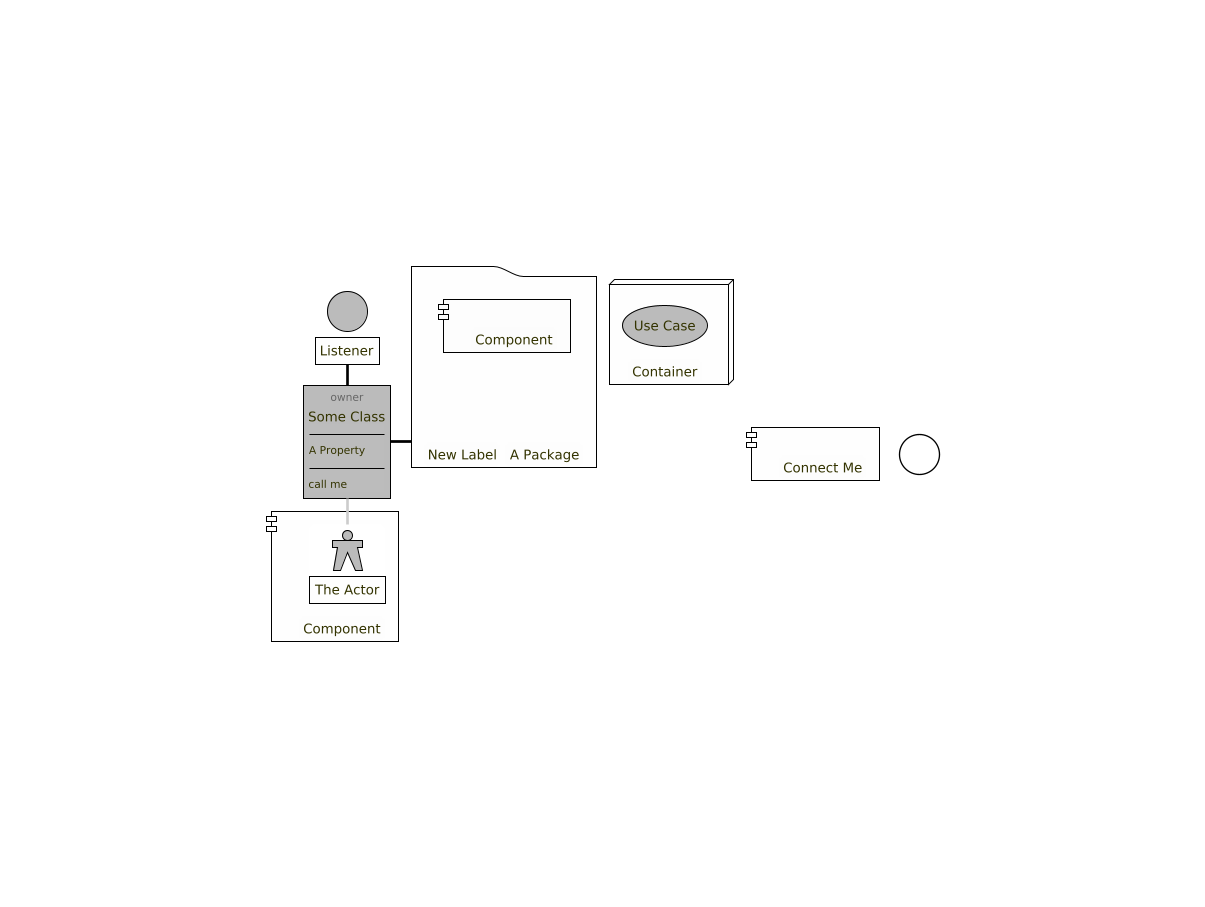 Listener
owner
Some Class
A Property
call me
The Actor
Component
Component
New Label A Package
Use Case
Container
Connect Me